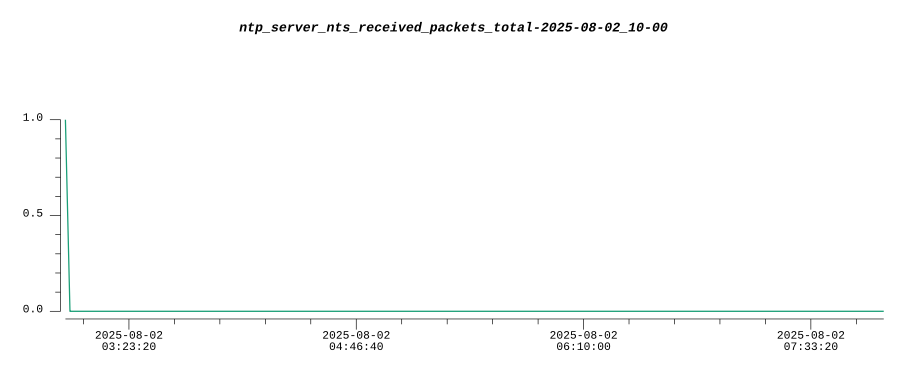 ntp_server_nts_received_packets_total-2025-08-02_10-00
1.0
0.5
0.0
2025-08-02 2025-08-02 2025-08-02 2025-08-02
03:23:20 04:46:40 06:10:00 07:33:20